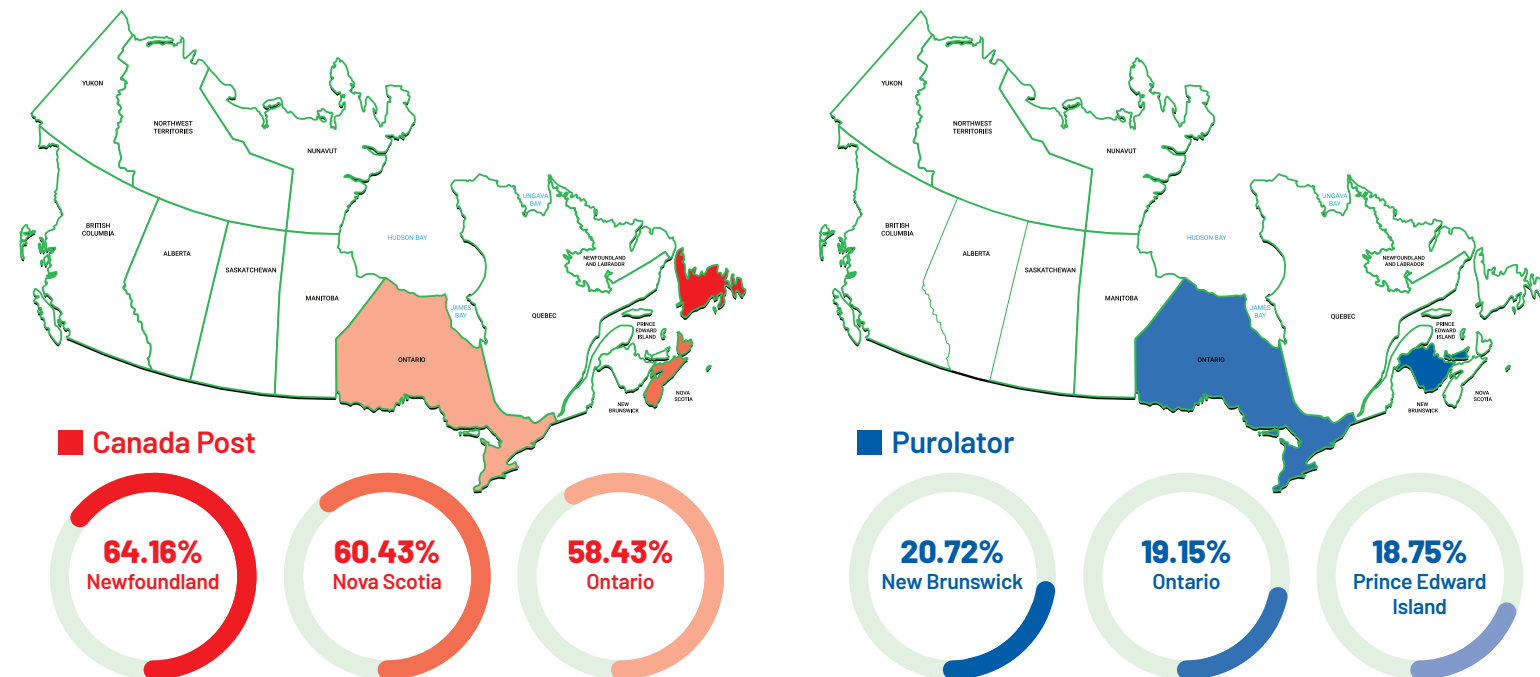 YUKON
NORTHWEST
TERRITORIES
NUNAVUT
BRITISH
COLUMBIA
ALBERTA
SASKATCHEWAN
MANITOBA
HUDSON BAY
UNGAVA
BAY
NEWFOUNDLAND
AND LABRADOR
JAMES
BAY
QUEBEC
ONTARIO
PRINCE
EDWARD
ISLAND
NEW
BRUNSWICK
NOVA
SCOTIA
Canada Post
64.16%
Newfoundland
60.43%
Nova Scotia
58.43%
Ontario
YUKON
NORTHWEST
TERRITORIES
NUNAVUT
BRITISH
COLUMBIA
ALBERTA
SASKATCHEWAN
MANITOBA
HUDSON BAY
UNGAVA
BAY
NEWFOUNDLAND
AND LABRADOR
JAMES
BAY
QUEBEC
ONTARIO
PRINCE
EDWARD
ISLAND
NEW
BRUNSWICK
NOVA
SCOTIA
Purolator
20.72%
New Brunswick
19.15%
Ontario
18.75%
Prince Edward
Island